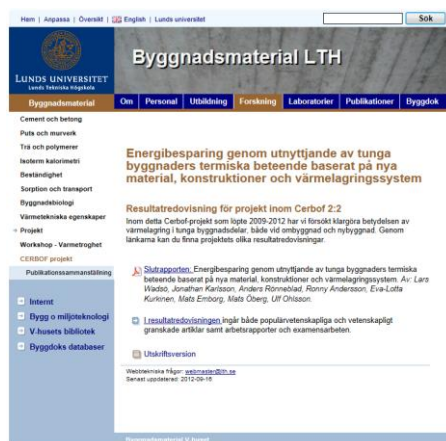 Hem | Anpassa | Översikt | English | Lunds universitet
Sök
LUNDS UNIVERSITET
Lunds Tekniska Högskola
Byggnadsmaterial LTH
Byggnadsmaterial
Om Personal Utbildning Forskning Laboratorier Publikationer Byggdok
Cement och betong
Puts och murverk
Trä och polymerer
Isoterm kalorimetri
Beständighet
Sorption och transport
Byggnadsbiologi
Värmetekniska egenskaper
Projekt
Workshop - Varmetroghet
CERBOF projekt
Publikationssammanställning
Internt
Bygg o miljöteknologi
V-husets bibliotek
Byggdoks databaser
Energibesparing genom utnyttjande av tunga
byggnaders termiska beteende baserat på nya
material, konstruktioner och värmelagringssystem
Resultatredovisning för projekt inom Cerbof 2:2
Inom detta Cerbof-projekt som löpte 2009-2012 har vi försökt klargöra betydelsen av
värmelagring i tunga byggnadsdelar, både vid ombyggnad och nybyggnad. Genom
länkarna kan du finna projektets olika resultatredovisningar.
Slutrapporten: Energibesparing genom utnyttjande av tunga byggnaders termiska
beteende baserat på nya material, konstruktioner och värmelagringssystem. Av: Lars
Wadsö, Jonathan Karlsson, Anders Rönneblad, Ronny Andersson, Eva-Lotta
Kurkinen, Mats Emborg, Mats Öberg, Ulf Ohlsson.
I resultatredovisningen ingår både populärvetenskapliga och vetenskapligt
granskade artiklar samt arbetsrapporter och examensarbeten.
Utskriftsversion
Webbtekniska frågor: webmaster@lth.se
Senast uppdaterad: 2012-09-16